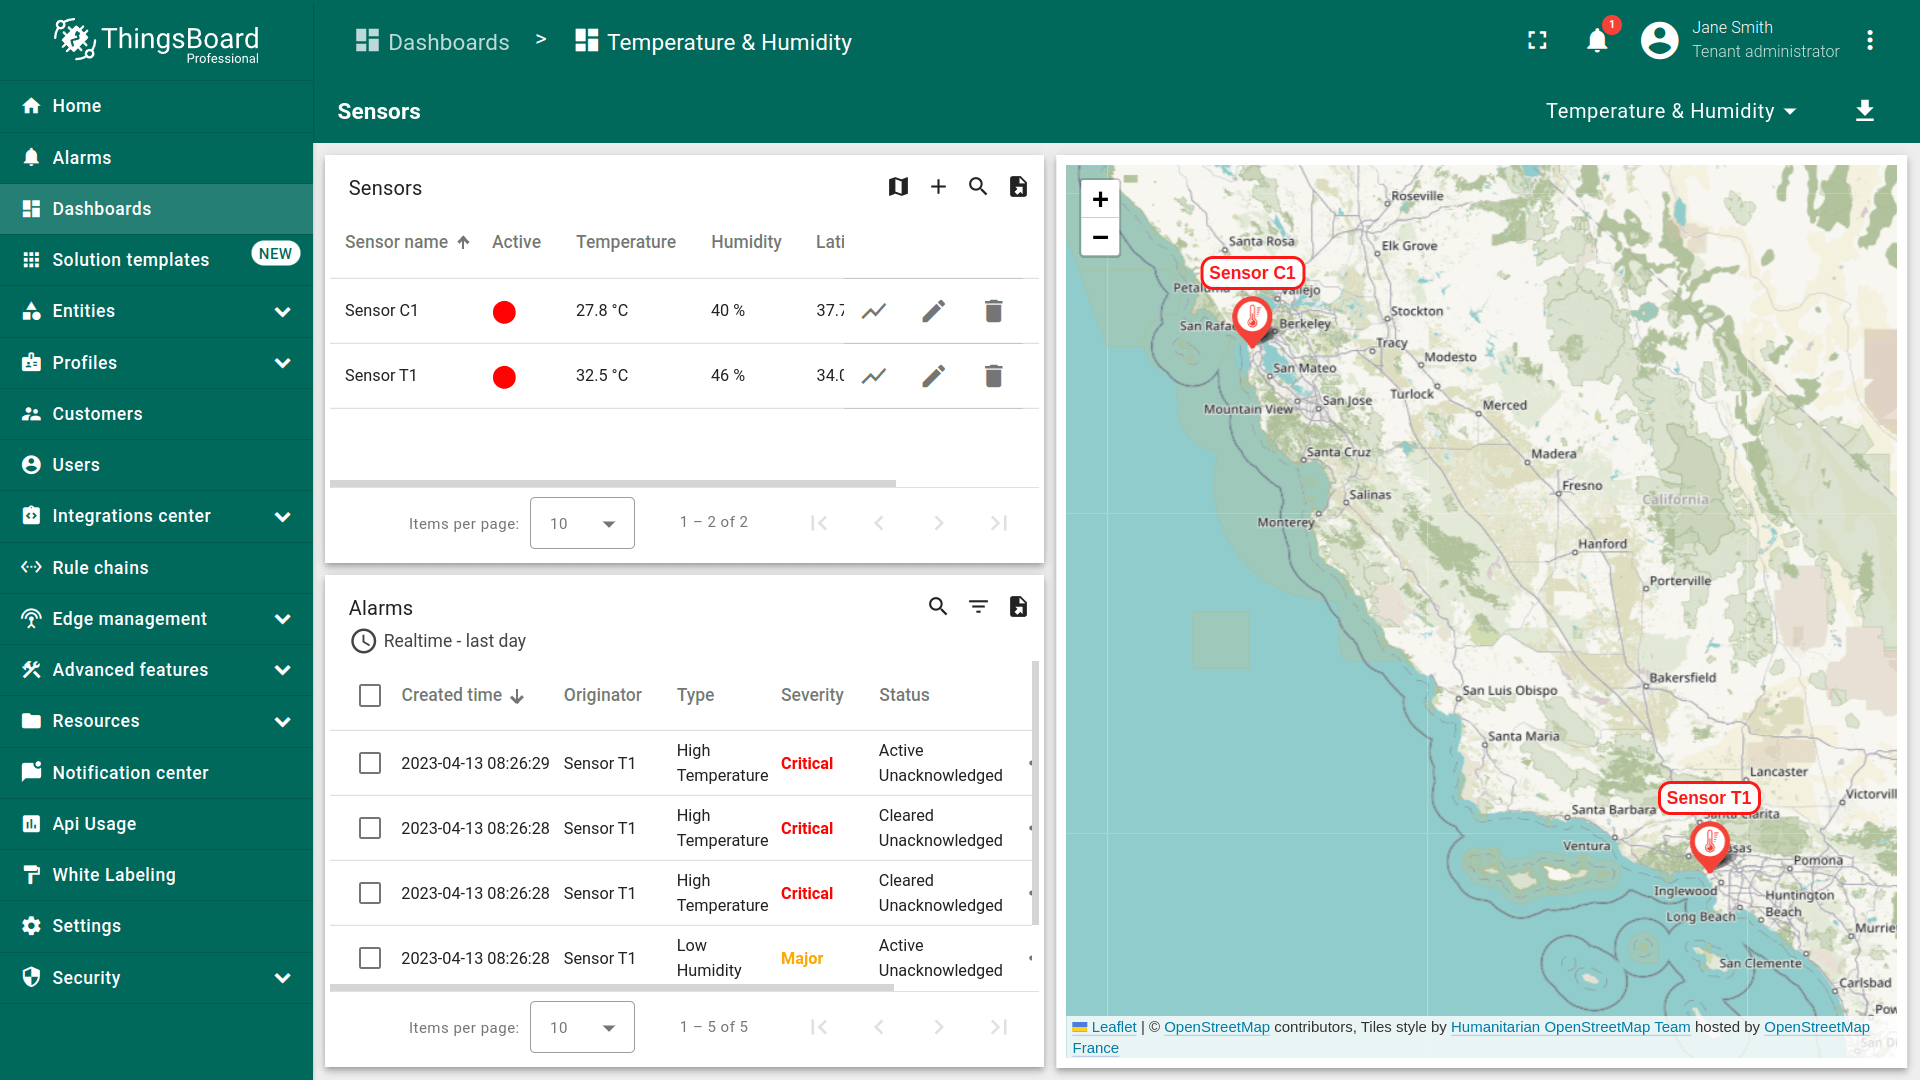 ThingsBoard
Professional
Home
Alarms
Dashboards
Solution templates
NEW
Entities
Profiles
Customers
Users
Integrations center
Rule chains
Edge management
Advanced features
Resources
Notification center
Api Usage
White Labeling
Settings
Security
Dashboards > Temperature & Humidity
1
Jane Smith
Tenant administrator
Sensors
Temperature & Humidity
Sensors
Sensor name Active Temperature Humidity Lati
Sensor C1 27.8 °C 40 % 37.7
Sensor T1 32.5 °C 46 % 34.0
Items per page: 10 1 – 2 of 2
Alarms
Realtime - last day
Created time Originator Type Severity Status
2023-04-13 08:26:29 Sensor T1 High Temperature Critical Active Unacknowledged
2023-04-13 08:26:28 Sensor T1 High Temperature Critical Cleared Unacknowledged
2023-04-13 08:26:28 Sensor T1 High Temperature Critical Cleared Unacknowledged
2023-04-13 08:26:28 Sensor T1 Low Humidity Major Active Unacknowledged
Items per page: 10 1 – 5 of 5
+
−
Roseville
Santa Rosa
Elk Grove
Sensor C1
Vallejo
Stockton
San Rafa
Berkeley
Tracy
Modesto
San Mateo
Turlock
San Jose
Mountain View
Merced
Santa Cruz
Madera
Fresno
Salinas
California
Monterey
Hanford
Porterville
Bakersfield
San Luis Obispo
Santa Maria
Lancaster
Sensor T1
Victorvill
Santa Barbara
Santa Clarita
Ventura
asas
Pomona
Inglewood
Huntington
Beach
Long Beach
Murrie
San Clemente
Carlsbad
Pow
San Di
Leaflet | © OpenStreetMap contributors, Tiles style by Humanitarian OpenStreetMap Team hosted by OpenStreetMap
France